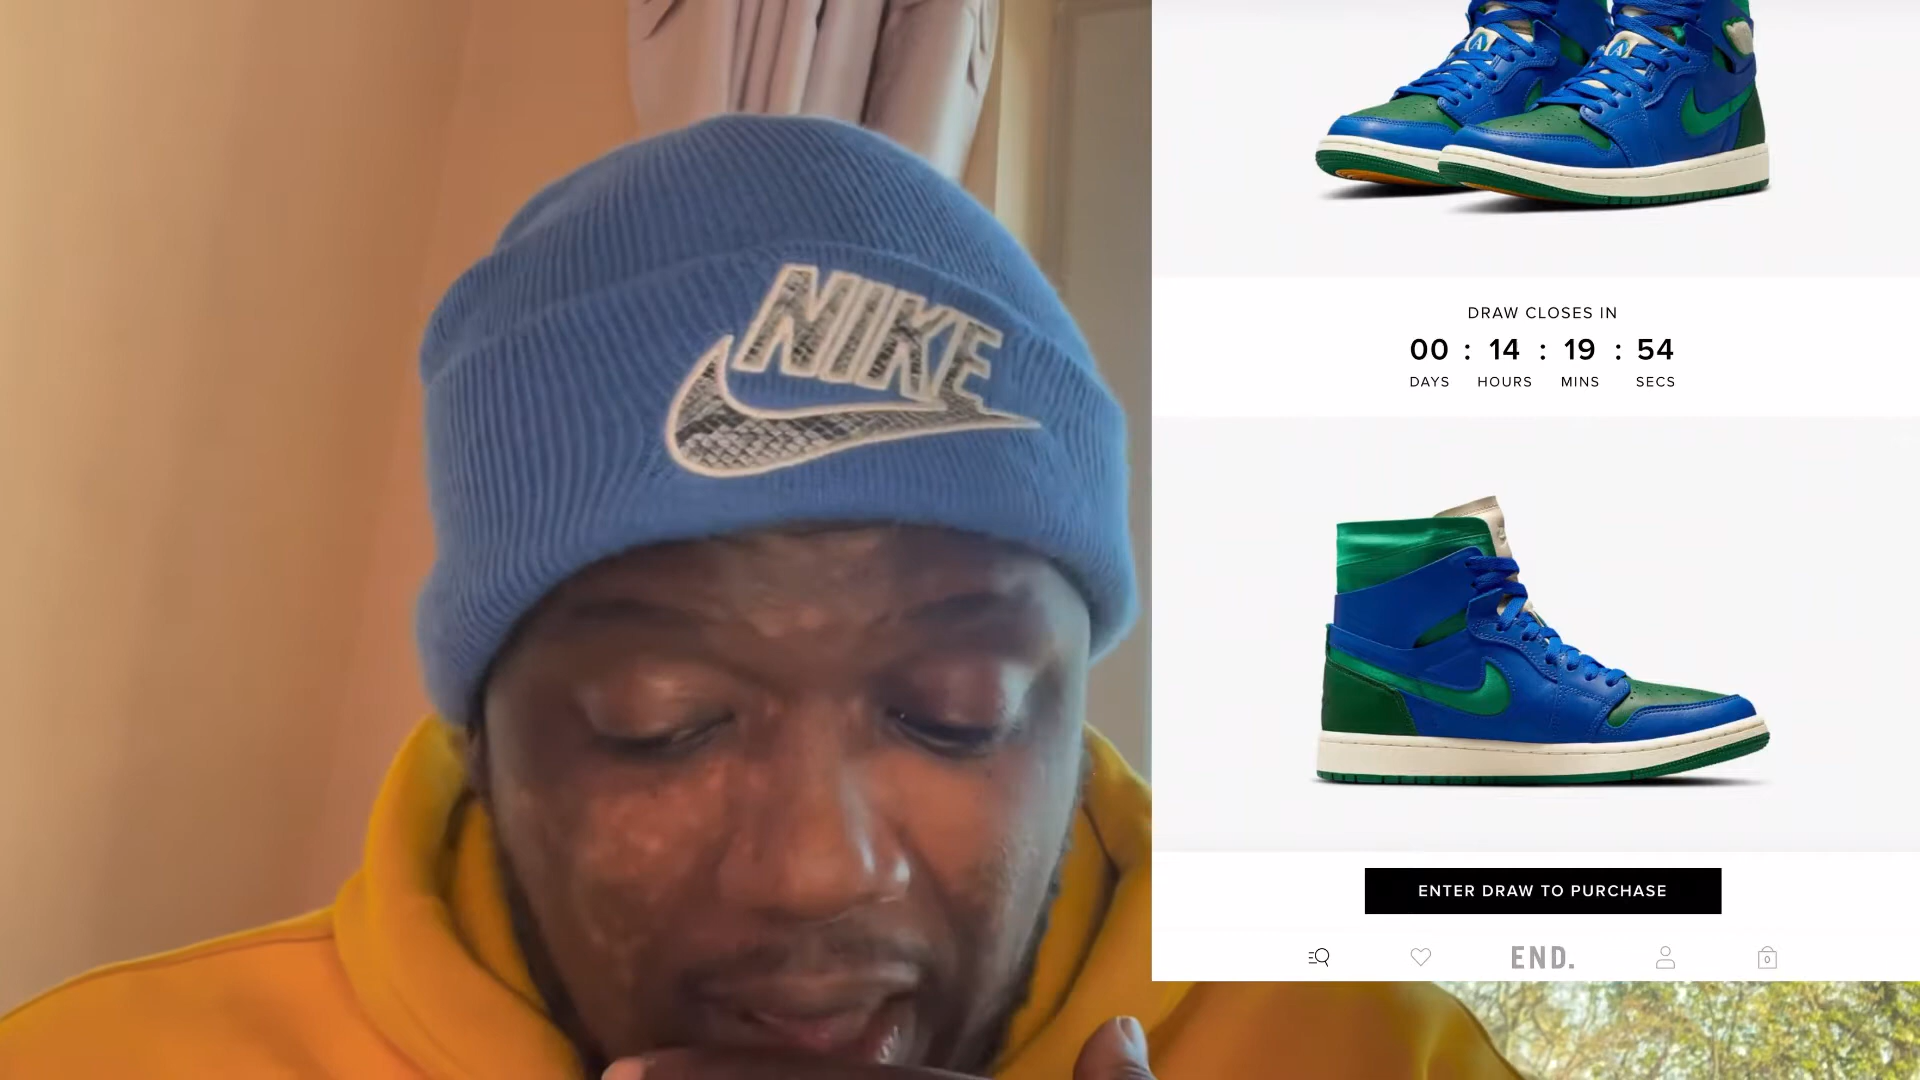 NIKE
A A
DRAW CLOSES IN
00 : 14 : 19 : 54
DAYS HOURS MINS SECS
ENTER DRAW TO PURCHASE
END.
0